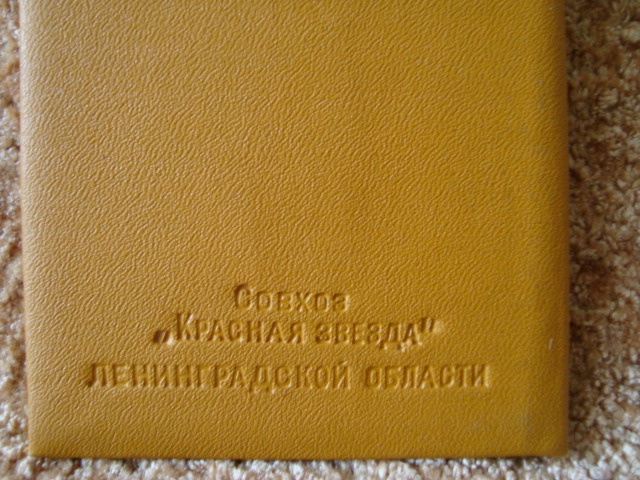 Совхоз
„Красная звезда"
ЛЕНИНГРАДСКОЙ ОБЛАСТИ